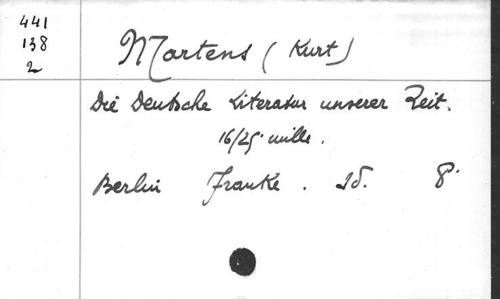 441
138
2
Martens (Kurt)
Die Deutsche Literatur unserer Zeit.
16/25. mille.
Berlin Franke. Id. 8.